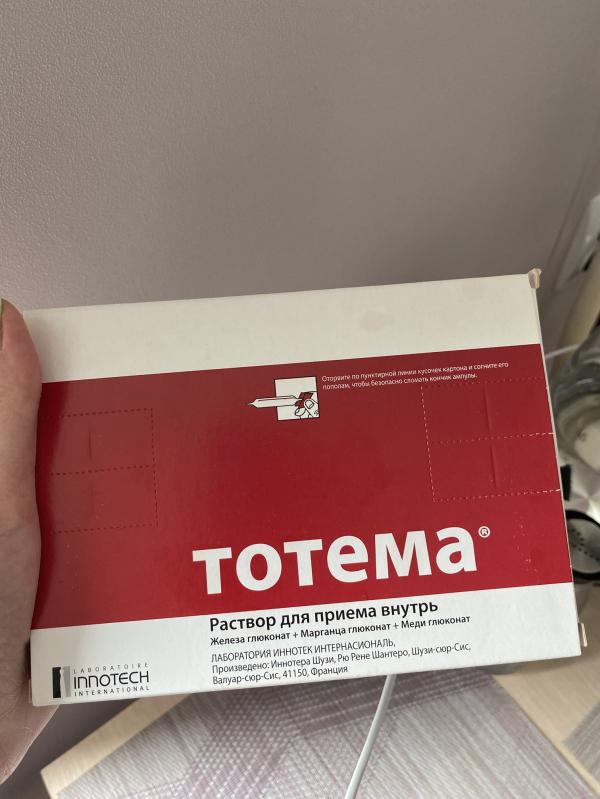 Оторвите по пунктирной линии кусочек картона и согните его
пополам, чтобы безопасно сломать кончик ампулы.
тотема®
Раствор для приема внутрь
Железа глюконат + Марганца глюконат + Меди глюконат
ЛАБОРАТОРИЯ ИННОТЕК ИНТЕРНАСИОНАЛЬ,
Произведено: Иннотера Шузи, Рю Рене Шантеро, Шузи-сюр-Сис,
Валуар-сюр-Сис, 41150, Франция
LABORATOIRE
INNOTECH
INTERNATIONAL